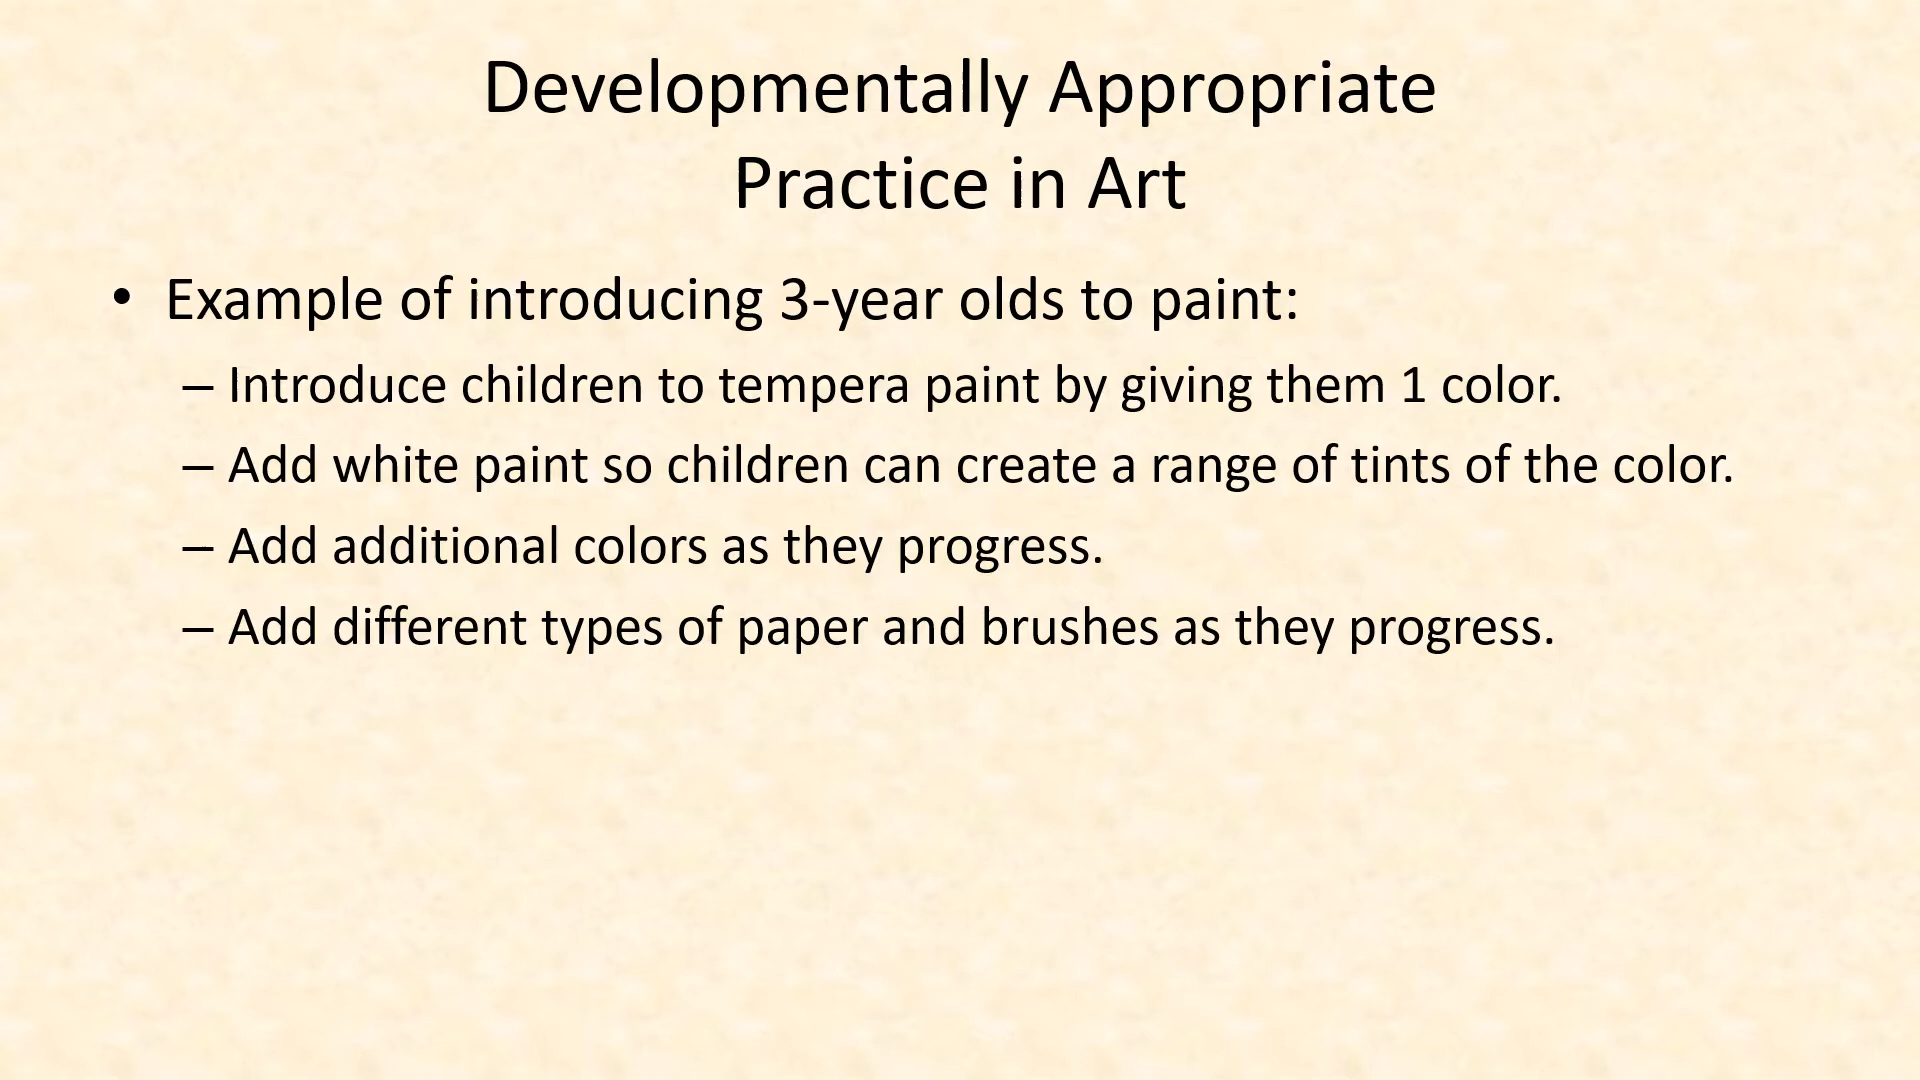 Developmentally Appropriate
Practice in Art
• Example of introducing 3-year olds to paint:
– Introduce children to tempera paint by giving them 1 color.
– Add white paint so children can create a range of tints of the color.
– Add additional colors as they progress.
– Add different types of paper and brushes as they progress.